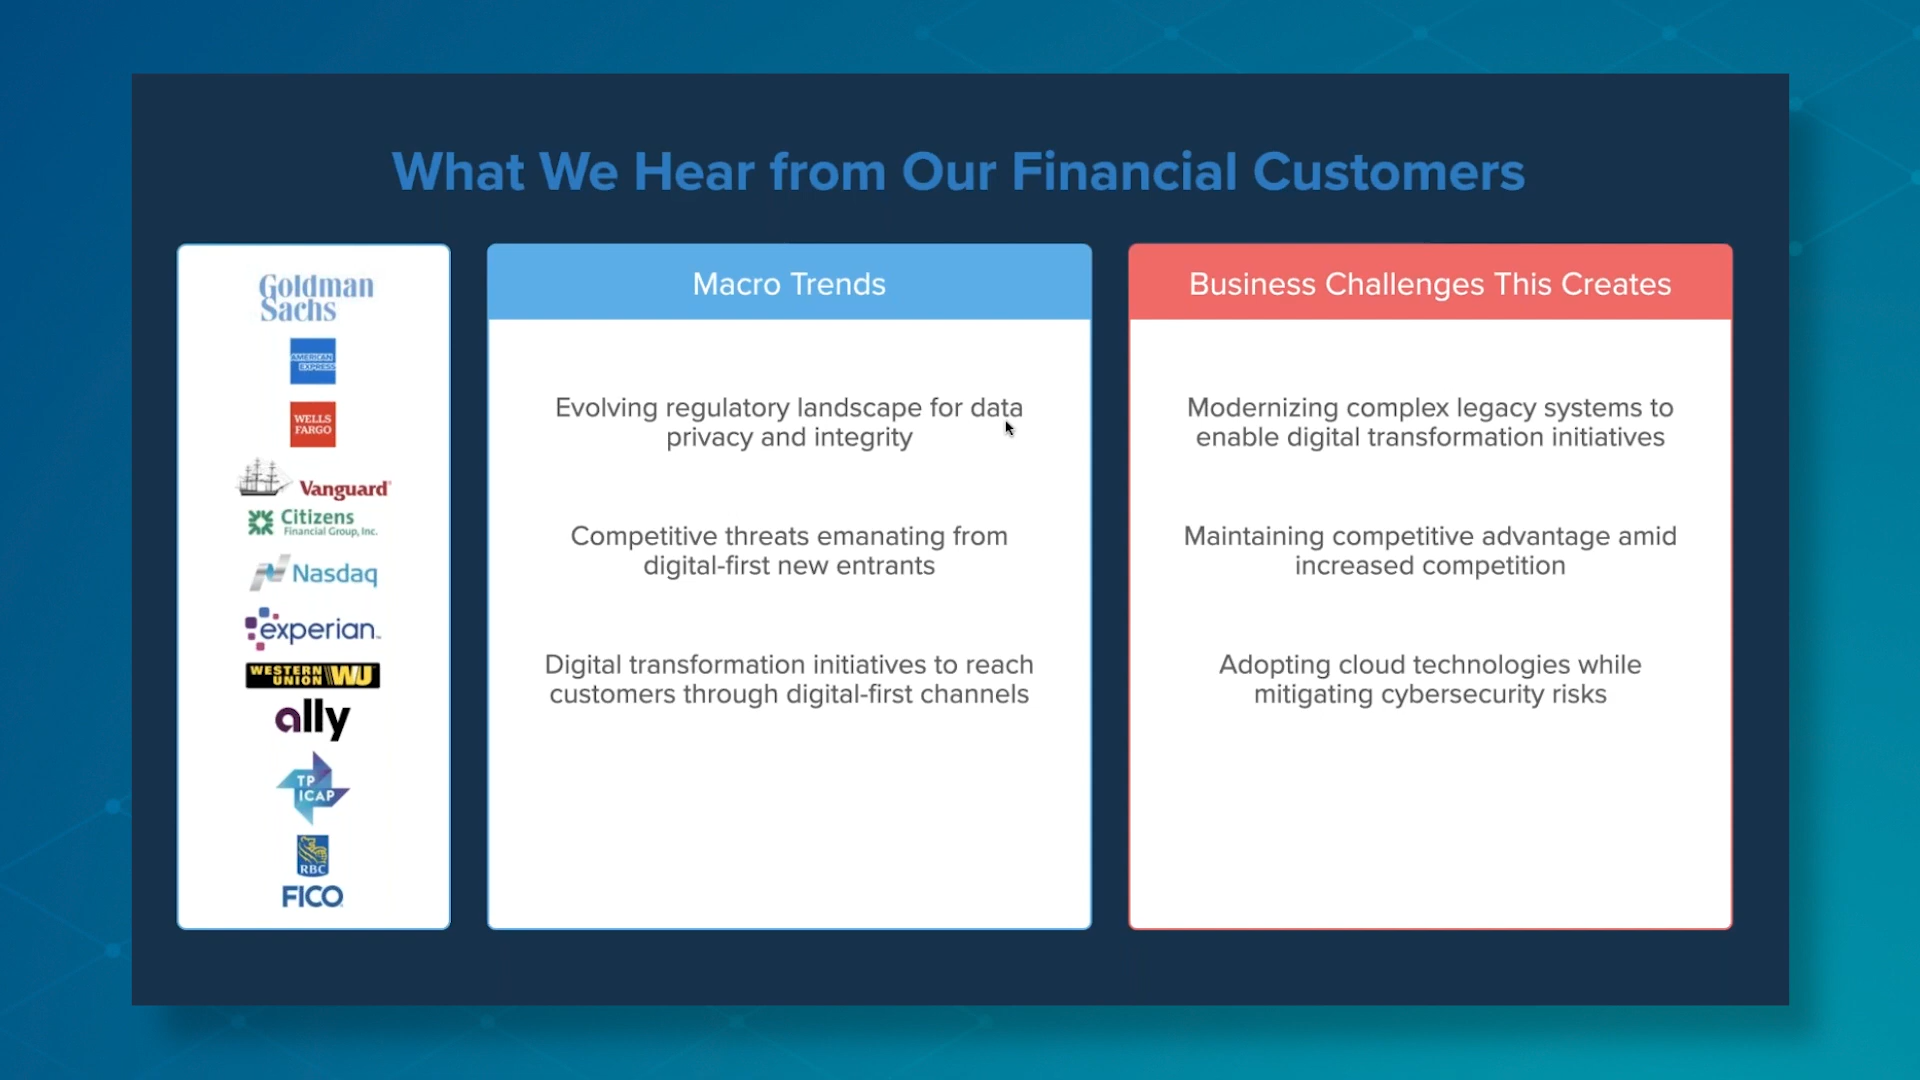 What We Hear from Our Financial Customers
Goldman
Sachs
AMERICAN
EXPRESS
WELLS
FARGO
Vanguard®
Citizens
Financial Group, Inc.
Nasdaq
experian™
WESTERN
UNION WU
ally
TP
ICAP
RBC
FICO
Macro Trends
Evolving regulatory landscape for data
privacy and integrity
Competitive threats emanating from
digital-first new entrants
Digital transformation initiatives to reach
customers through digital-first channels
Business Challenges This Creates
Modernizing complex legacy systems to
enable digital transformation initiatives
Maintaining competitive advantage amid
increased competition
Adopting cloud technologies while
mitigating cybersecurity risks